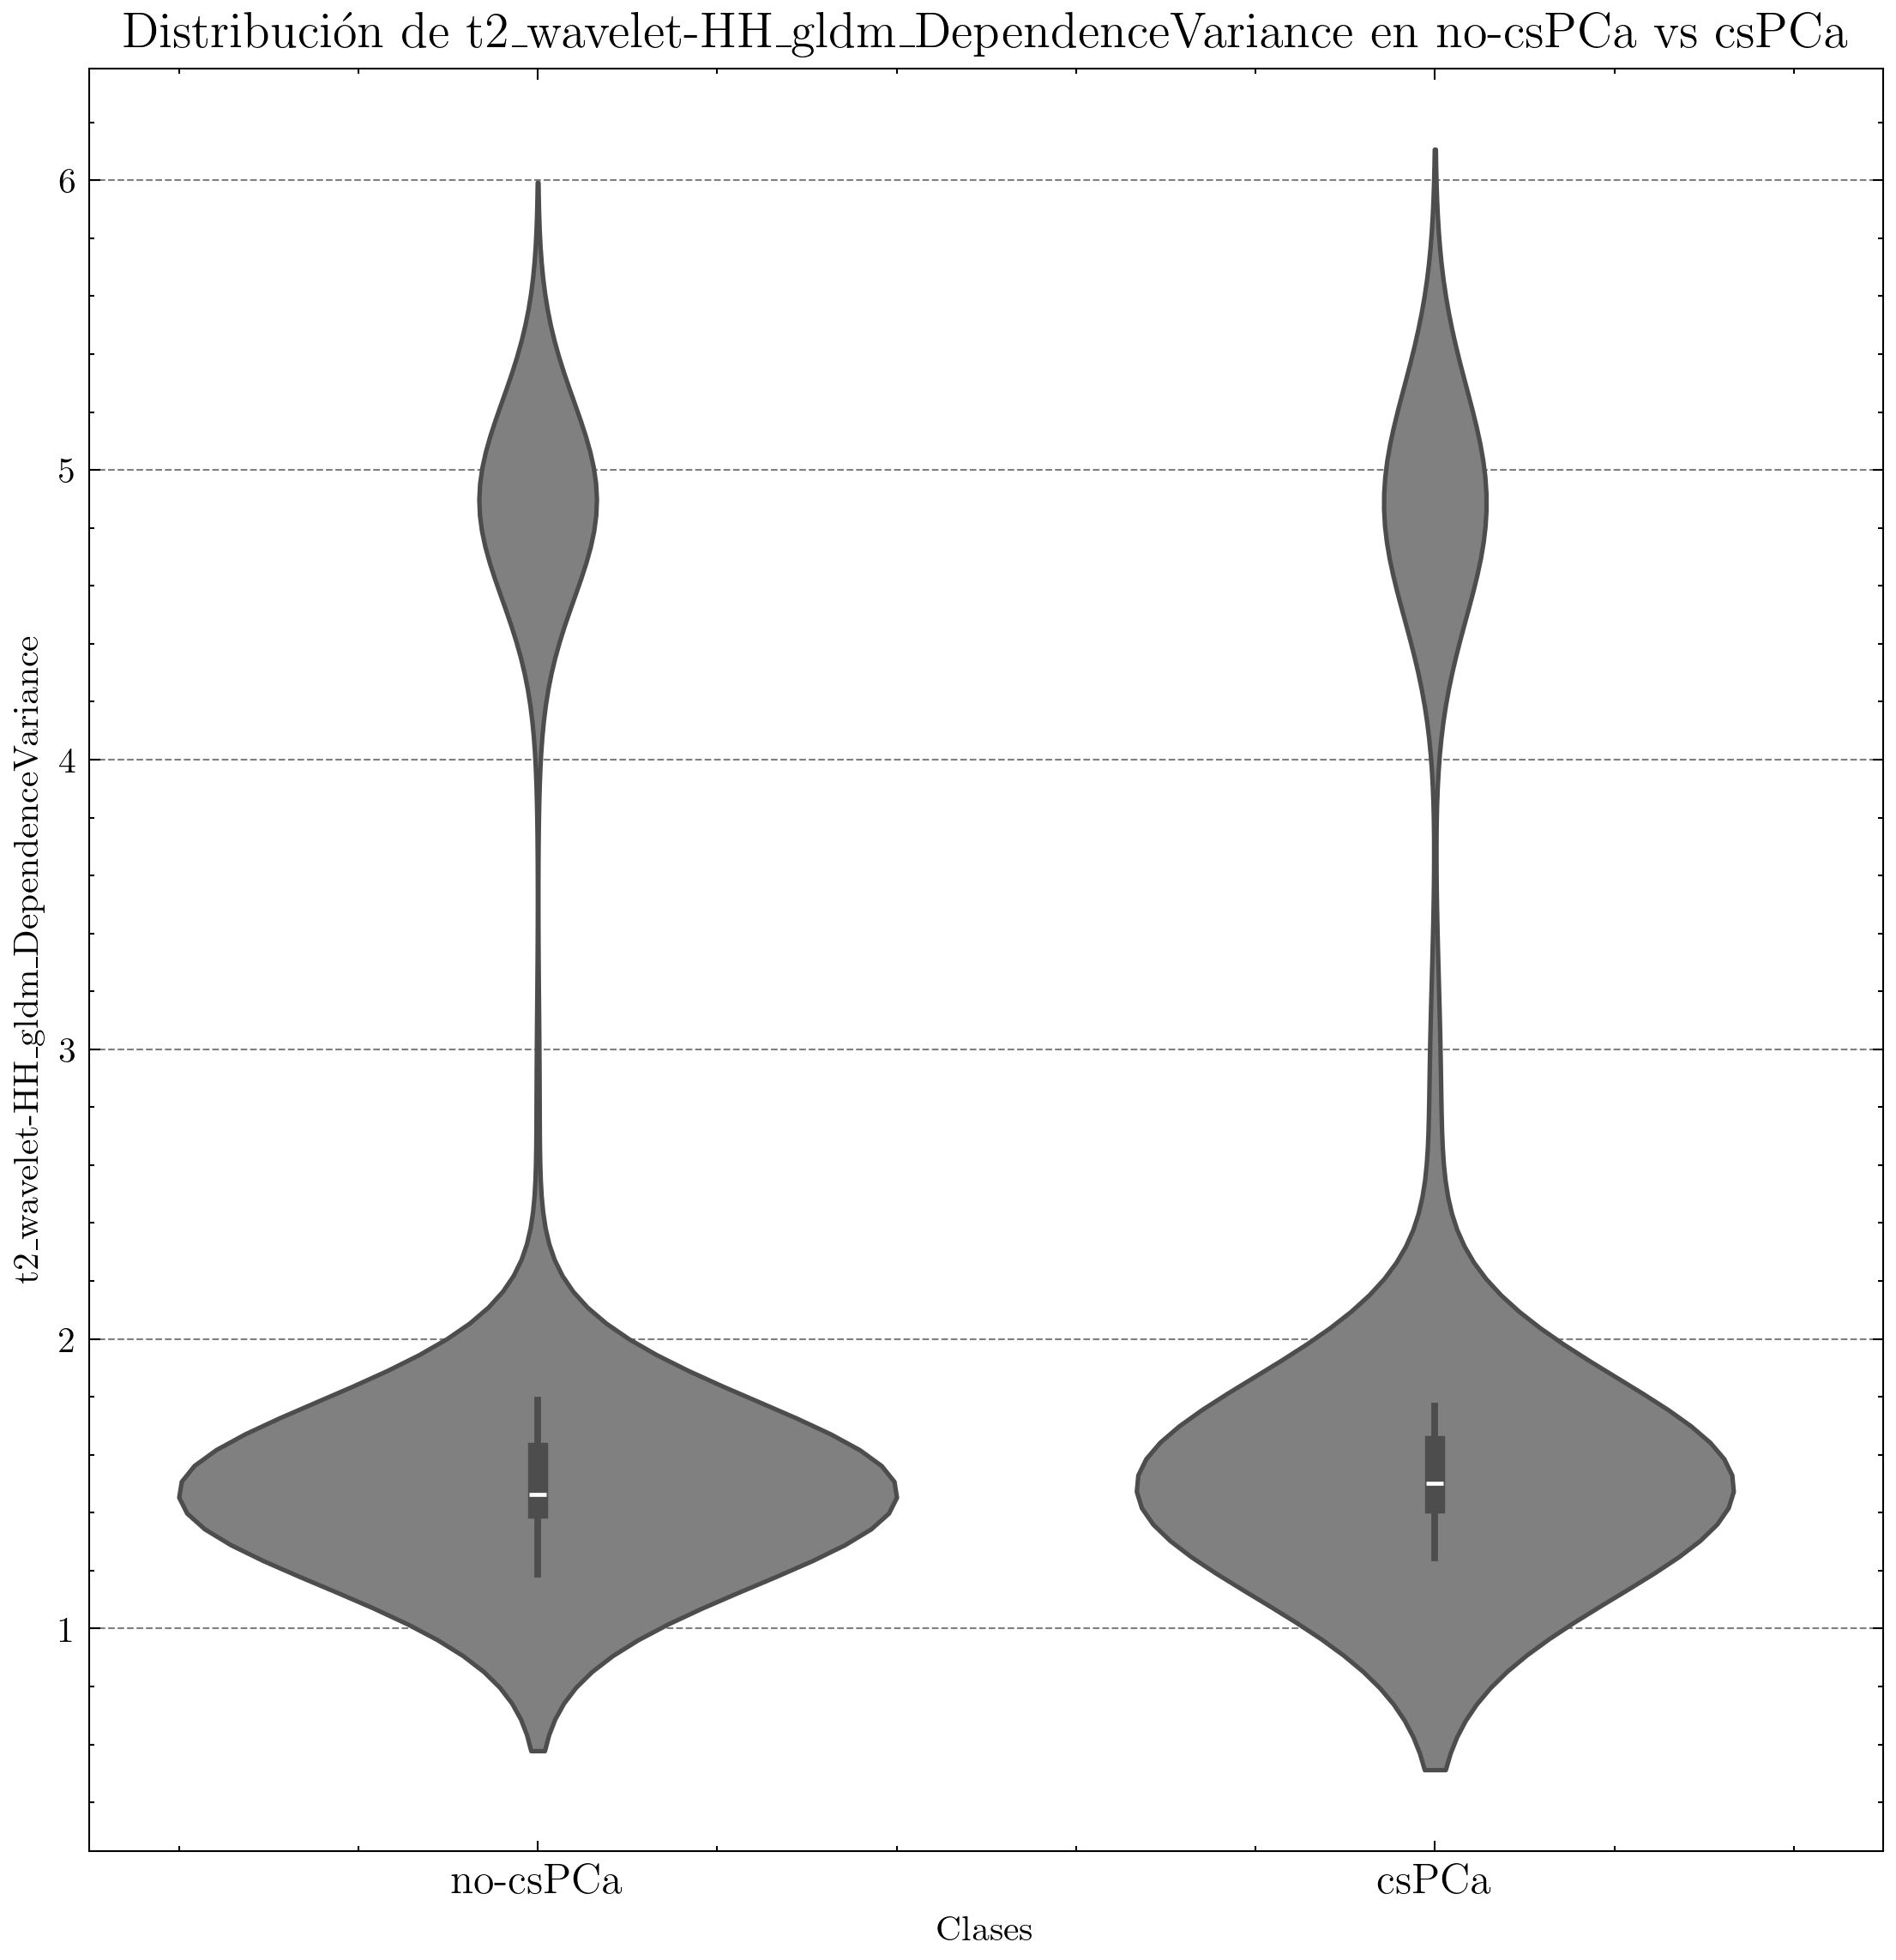 Distribución de t2_wavelet-HH_gldm_DependenceVariance en no-csPCa vs csPCa
t2_wavelet-HH_gldm_DependenceVariance
6
5
4
3
2
1
no-csPCa
csPCa
Clases